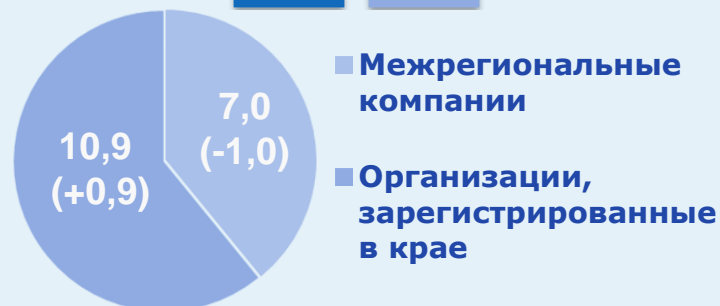 7,0
(-1,0)
10,9
(+0,9)
Межрегиональные
компании
Организации,
зарегистрированные
в крае